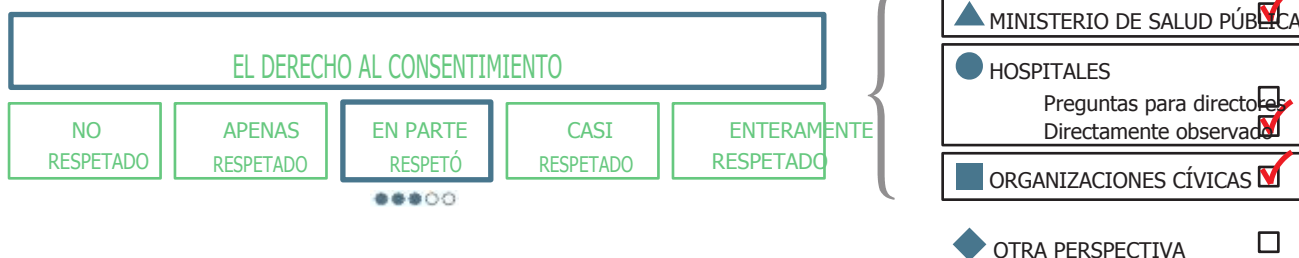 EL DERECHO AL CONSENTIMIENTO
NO
RESPETADO
APENAS
RESPETADO
EN PARTE
RESPETÓ
CASI
RESPETADO
ENTERAMENTE
RESPETADO
MINISTERIO DE SALUD PÚBLICA
HOSPITALES
Preguntas para directores
Directamente observado
ORGANIZACIONES CÍVICAS
OTRA PERSPECTIVA